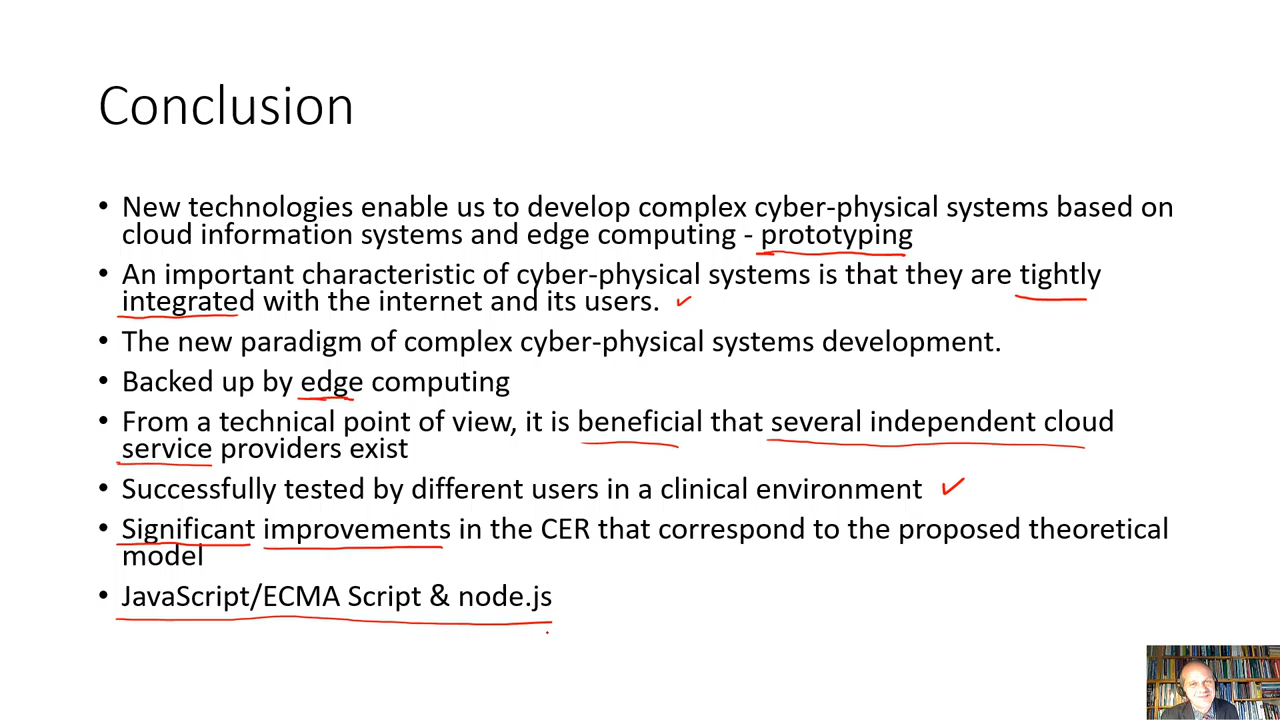 Conclusion
• New technologies enable us to develop complex cyber-physical systems based on
cloud information systems and edge computing - prototyping
• An important characteristic of cyber-physical systems is that they are tightly
integrated with the internet and its users.
• The new paradigm of complex cyber-physical systems development.
• Backed up by edge computing
• From a technical point of view, it is beneficial that several independent cloud
service providers exist
• Successfully tested by different users in a clinical environment
• Significant improvements in the CER that correspond to the proposed theoretical
model
• JavaScript/ECMA Script & node.js